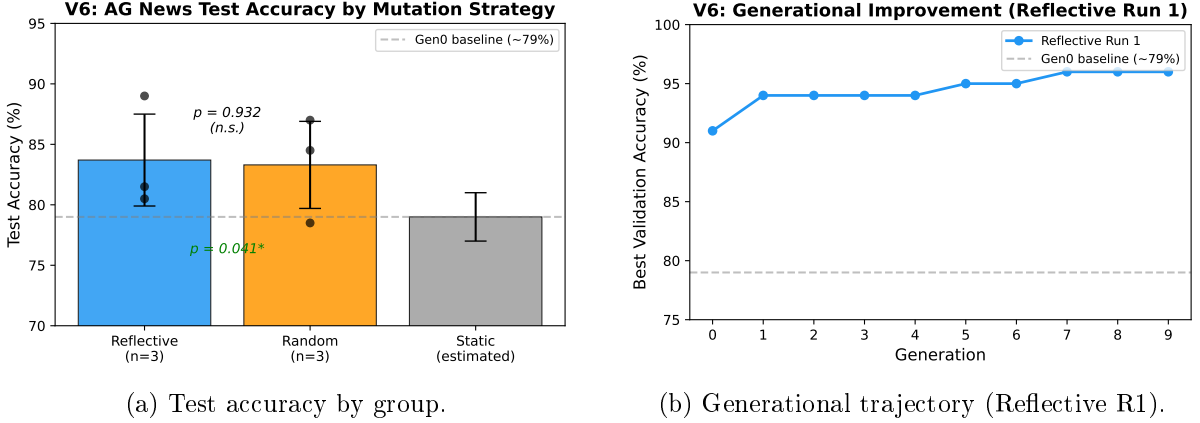 V6: AG News Test Accuracy by Mutation Strategy
95
90
85
80
75
70
Test Accuracy (%)
Gen0 baseline (~79%)
p = 0.932
(n.s.)
p = 0.041*
Reflective
(n=3)
Random
(n=3)
Static
(estimated)
(a) Test accuracy by group.
V6: Generational Improvement (Reflective Run 1)
100
95
90
85
80
75
Best Validation Accuracy (%)
Reflective Run 1
Gen0 baseline (~79%)
0 1 2 3 4 5 6 7 8 9
Generation
(b) Generational trajectory (Reflective R1).